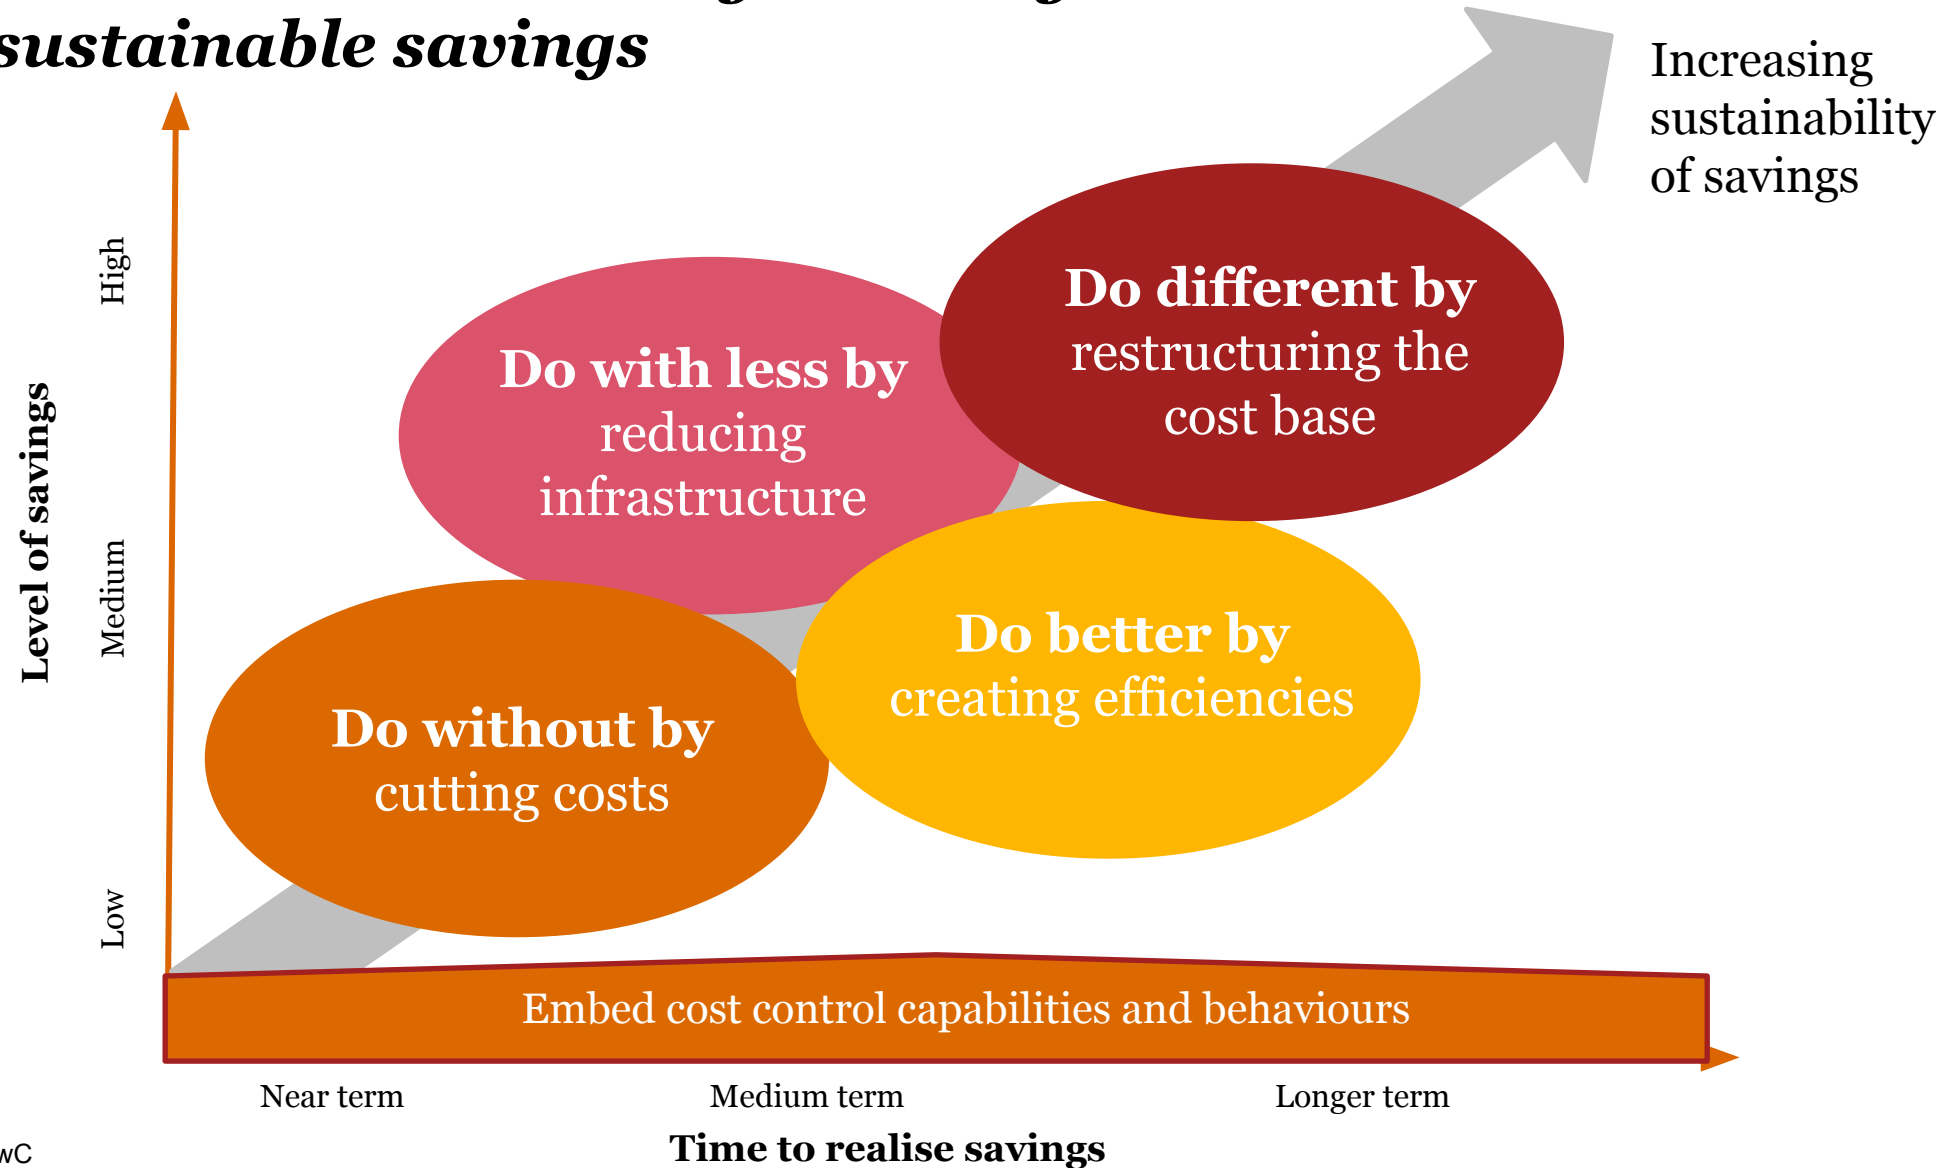 sustainable savings
Increasing
sustainability
of savings
High
Medium
Low
Level of savings
Do different by
restructuring the
cost base
Do with less by
reducing
infrastructure
Do better by
creating efficiencies
Do without by
cutting costs
Embed cost control capabilities and behaviours
Near term
Medium term
Longer term
Time to realise savings
wC